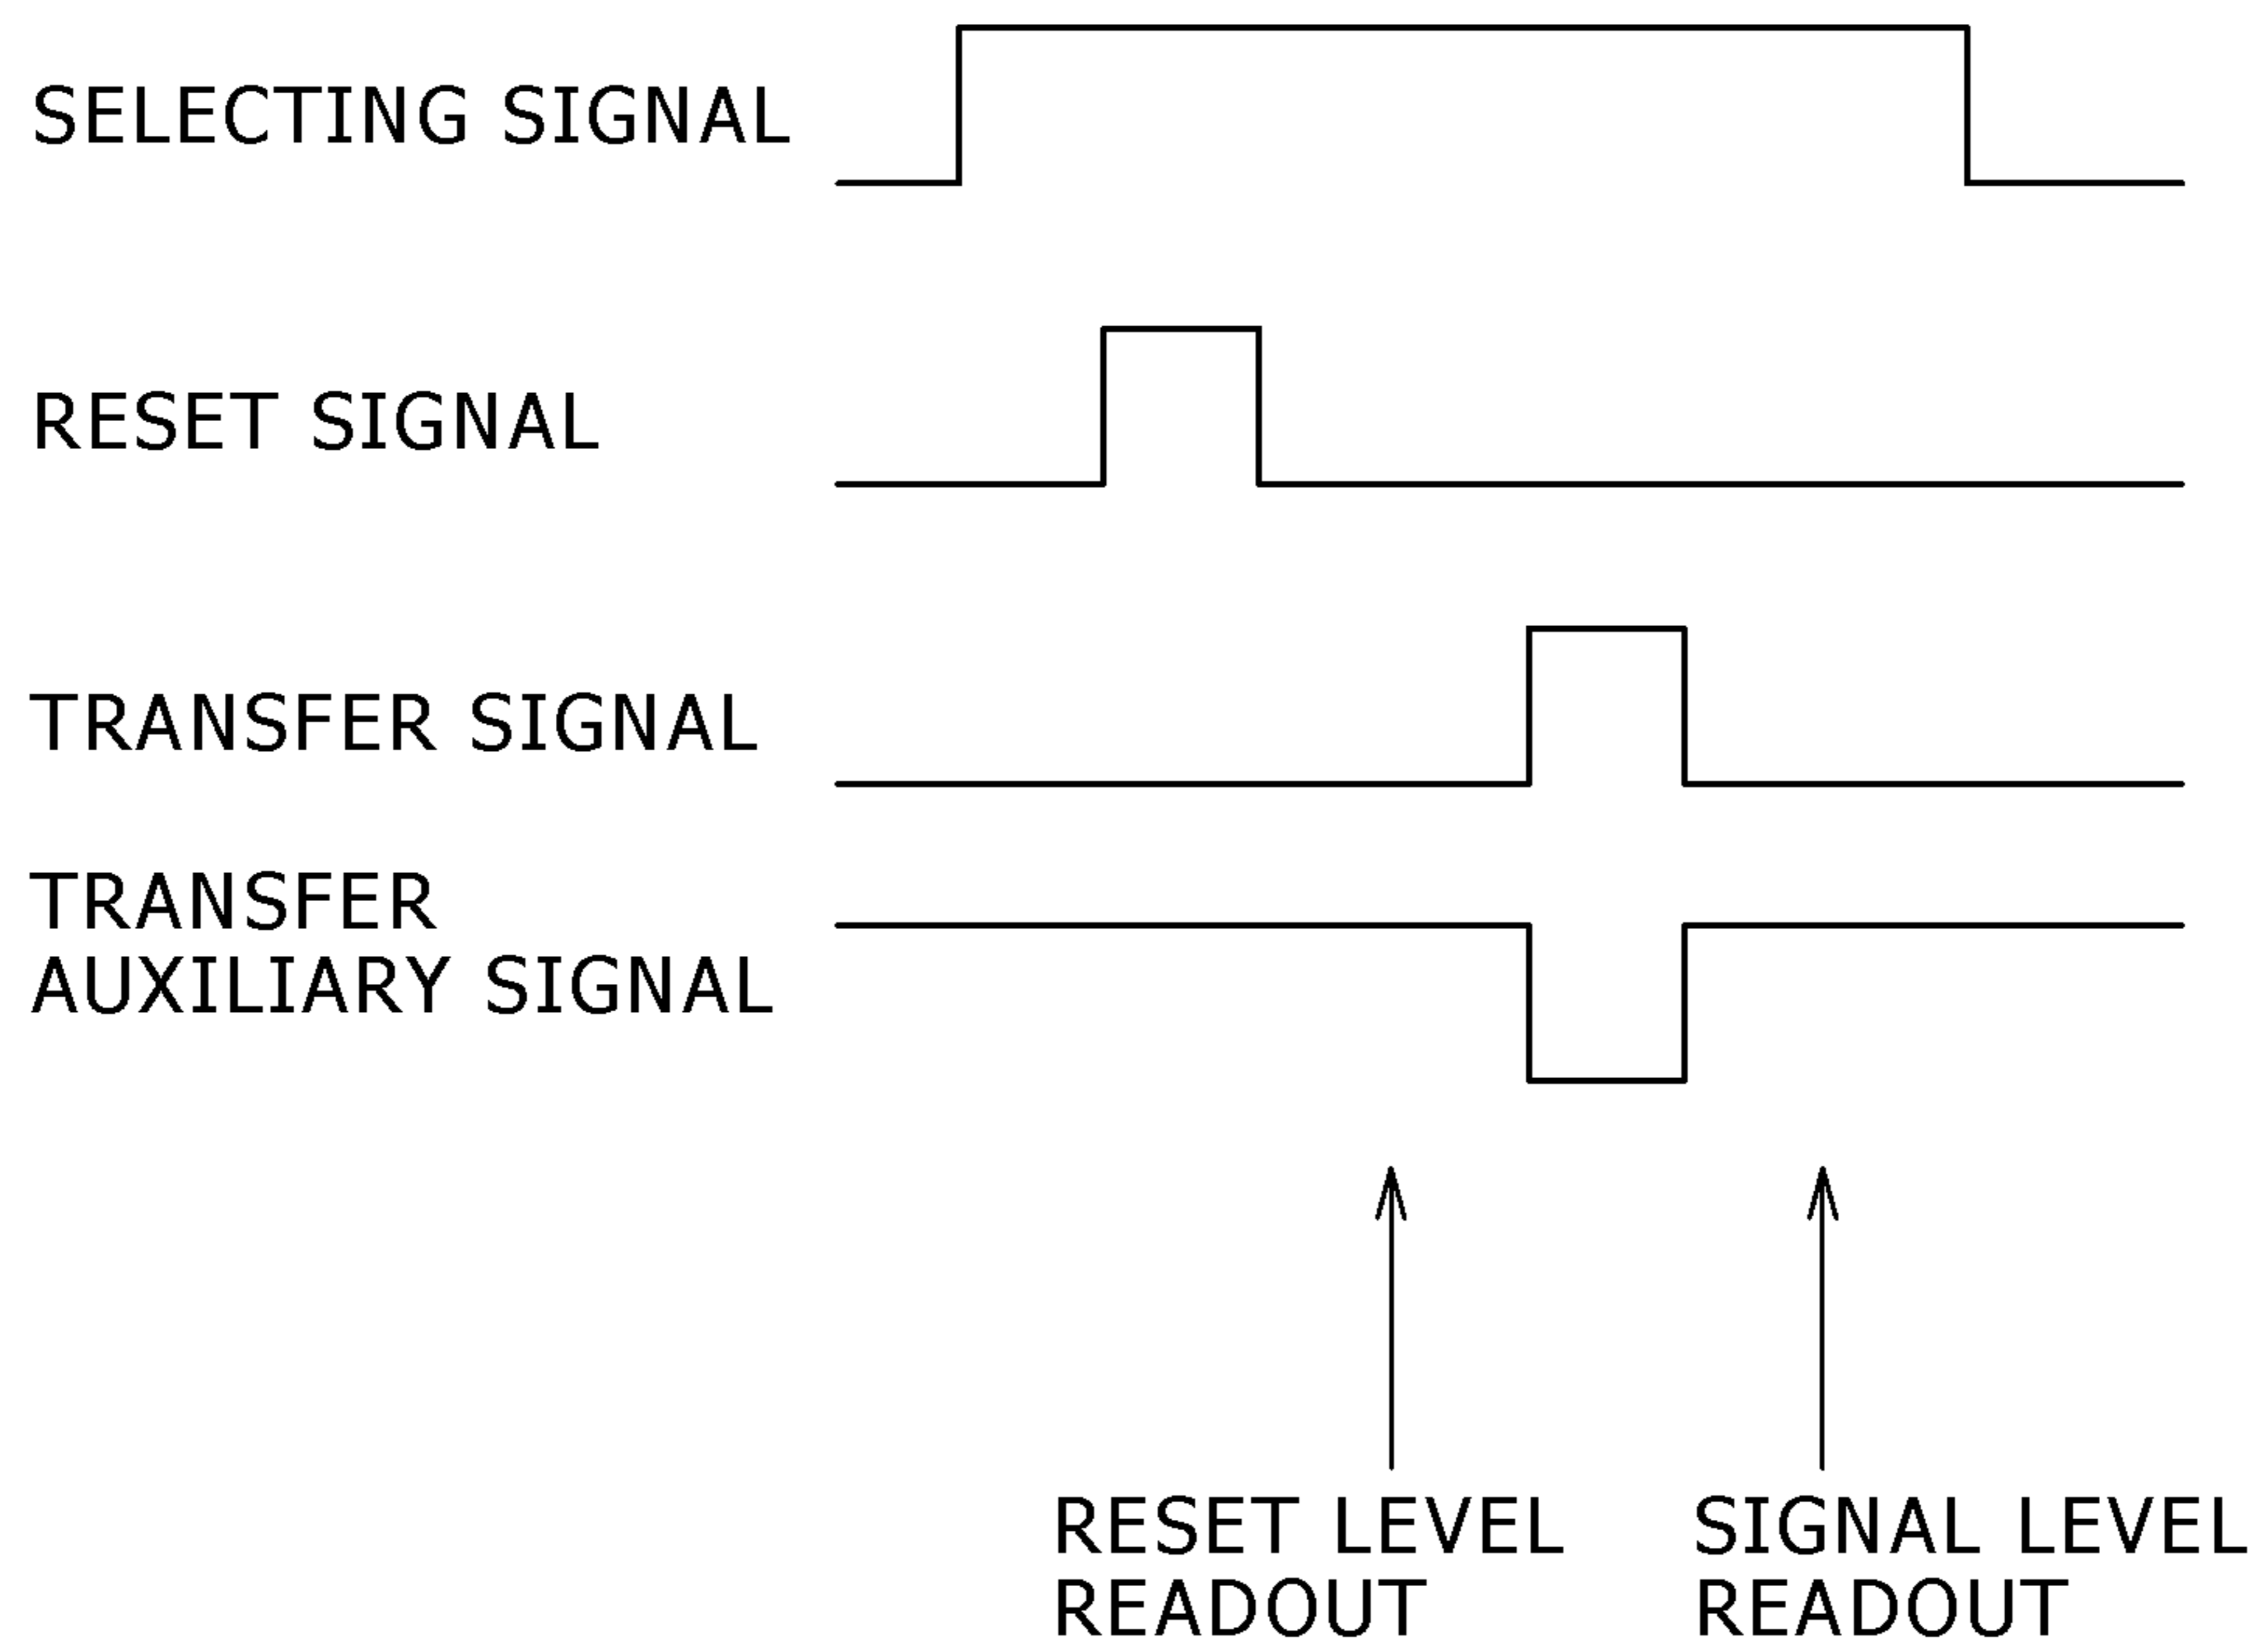 SELECTING SIGNAL
RESET SIGNAL
TRANSFER SIGNAL
TRANSFER
AUXILIARY SIGNAL
RESET LEVEL
READOUT
SIGNAL LEVEL
READOUT